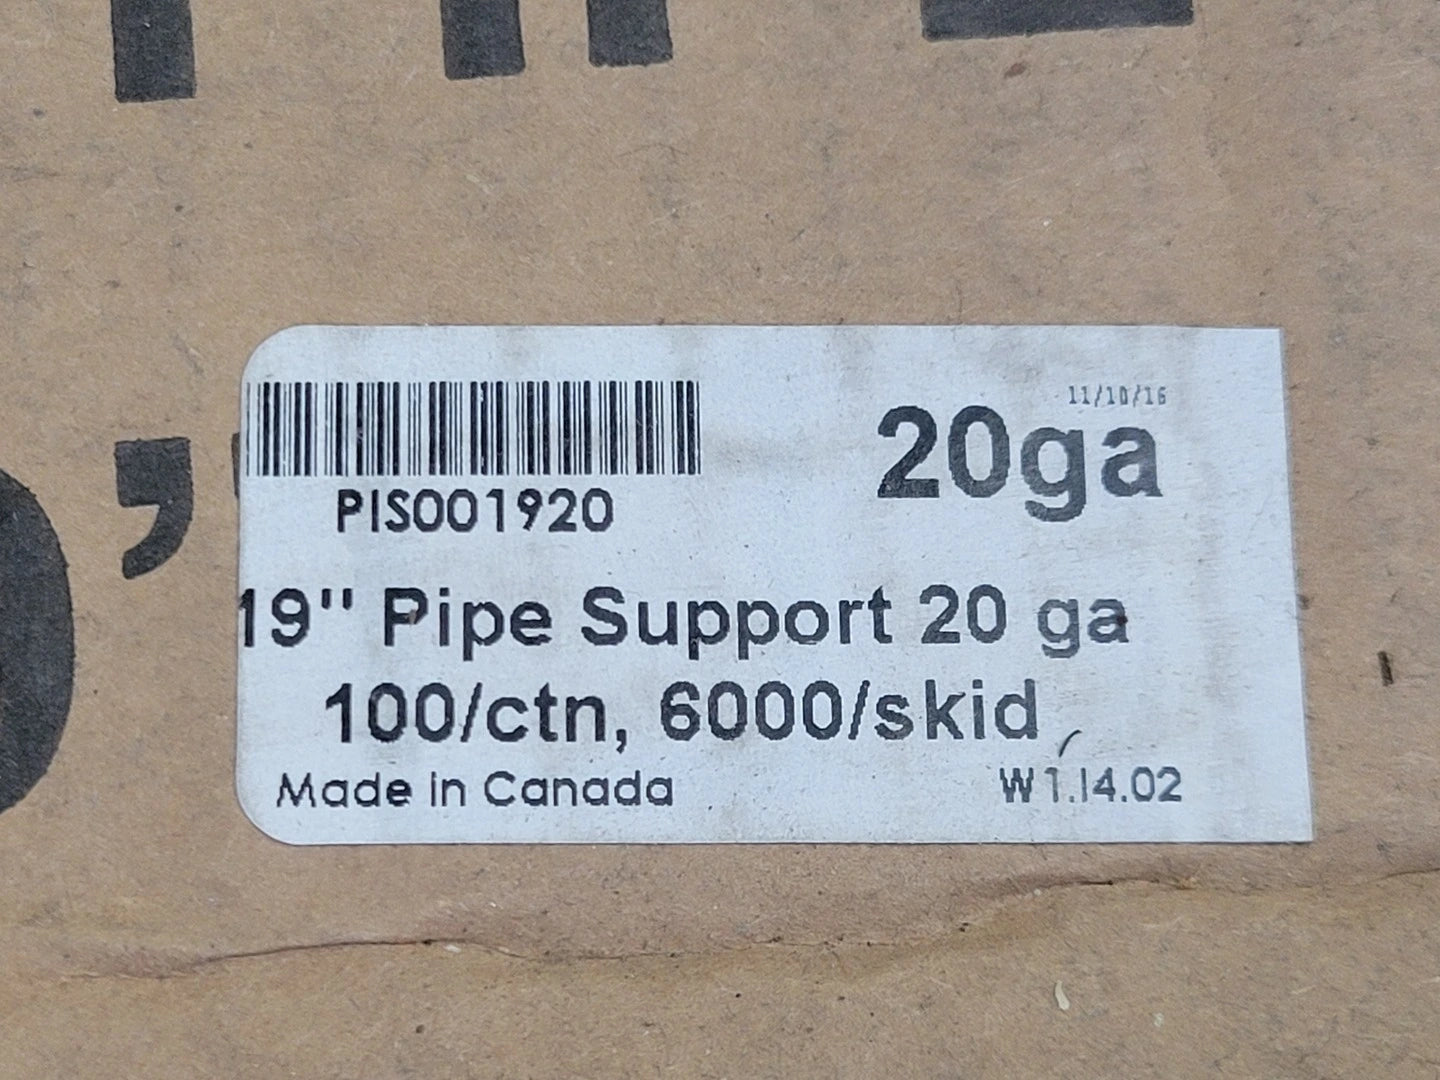 11/10/16
20ga
PIS001920
19" Pipe Support 20 ga
100/ctn, 6000/skid
Made in Canada
W1.14.02